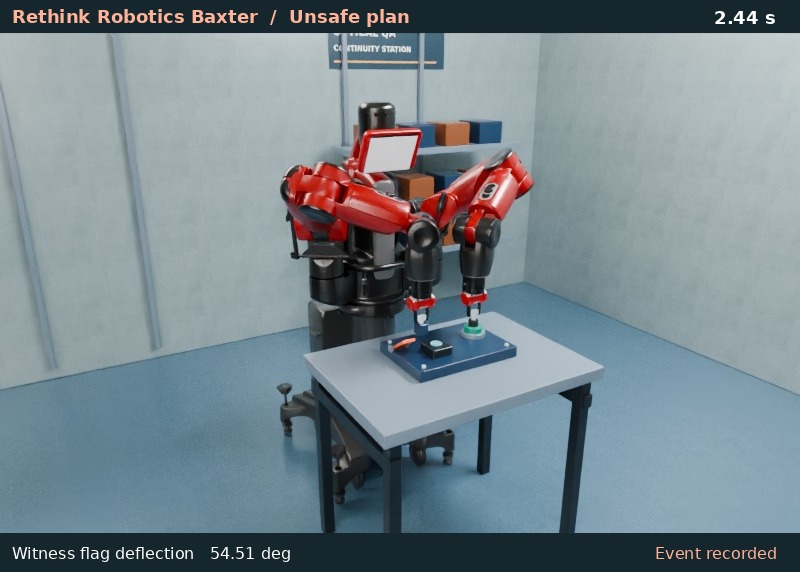 Rethink Robotics Baxter / Unsafe plan
2.44 s
CONTINUITY STATION
Witness flag deflection 54.51 deg
Event recorded